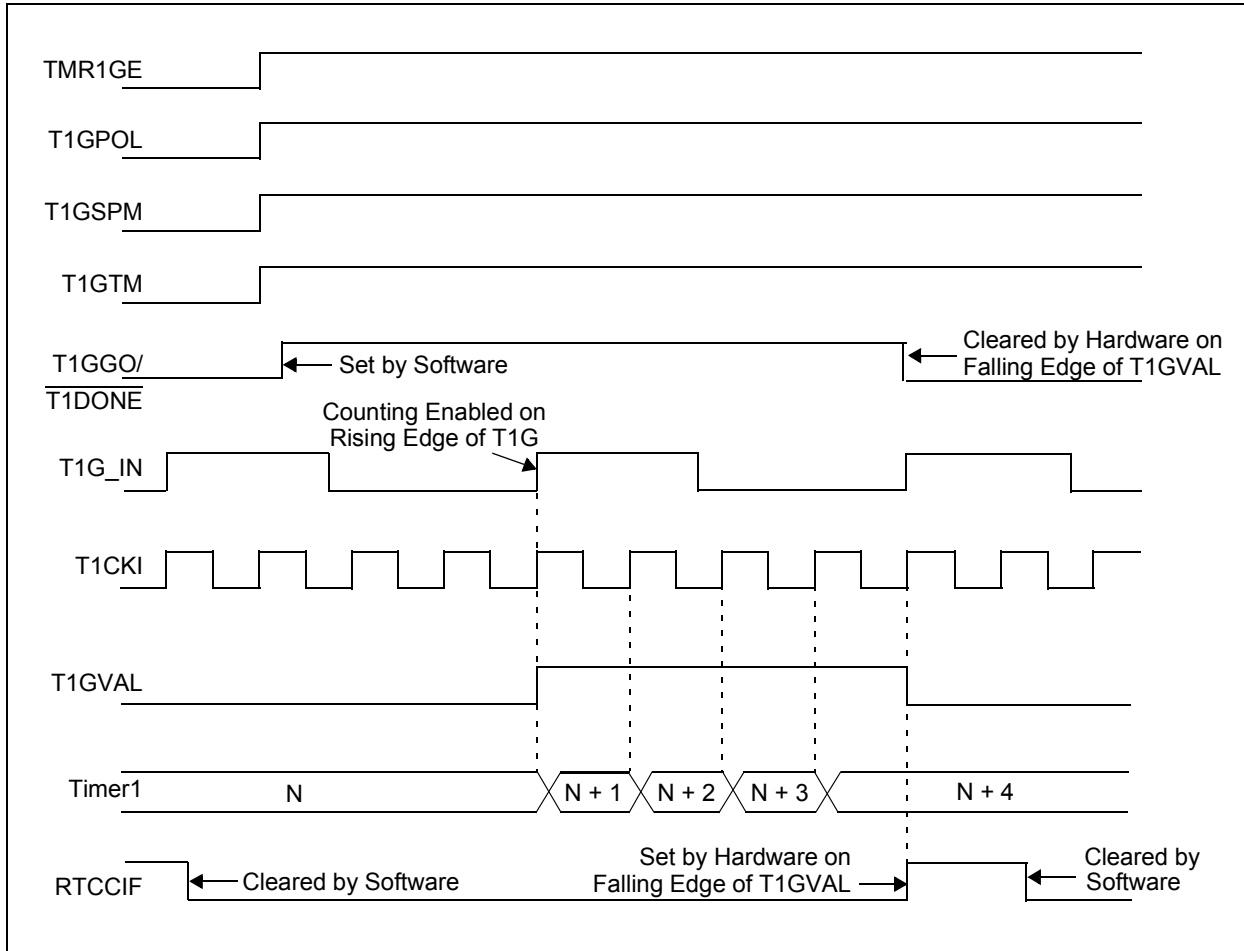 TMR1GE
T1GPOL
T1GSPM
T1GTM
T1GGO/
T1DONE
Set by Software
Cleared by Hardware on
Falling Edge of T1GVAL
Counting Enabled on
Rising Edge of T1G
T1G_IN
T1CKI
T1GVAL
Timer1
N
N + 1
N + 2
N + 3
N + 4
RTCCIF
Cleared by Software
Set by Hardware on
Falling Edge of T1GVAL
Cleared by
Software